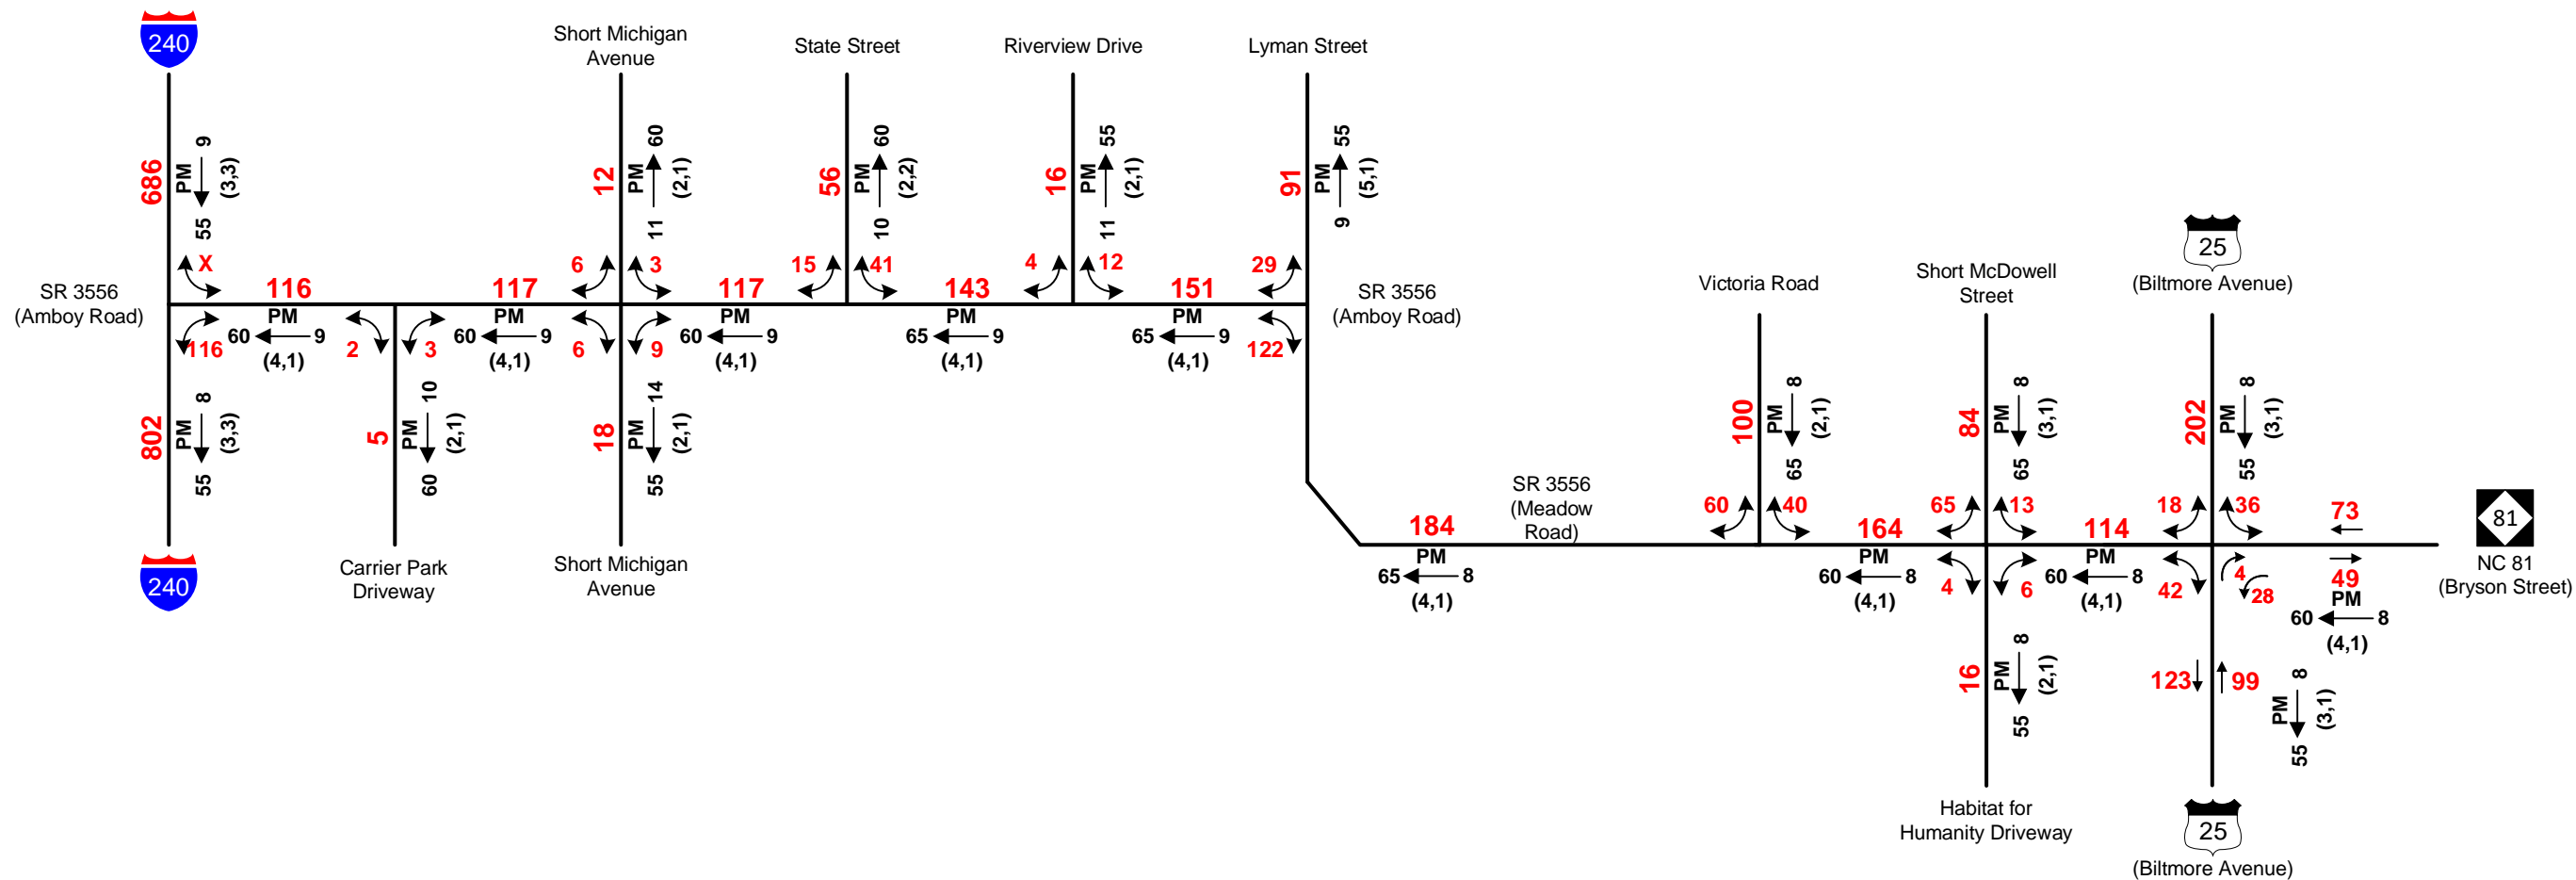 240
686
PM
9
55
(3,3)
X
SR 3556
(Amboy Road)
116
PM
60
9
(4,1)
116
802
PM
8
55
(3,3)
240
2
3
5
PM
10
60
(2,1)
Carrier Park
Driveway
117
PM
60
9
(4,1)
Short Michigan
Avenue
12
PM
60
11
(2,1)
6
3
6
9
18
PM
14
55
(2,1)
Short Michigan
Avenue
117
PM
60
9
(4,1)
State Street
56
PM
60
10
(2,2)
15
41
143
PM
65
9
(4,1)
Riverview Drive
16
PM
55
11
(2,1)
4
12
151
PM
65
9
(4,1)
Lyman Street
91
PM
55
9
(5,1)
29
122
SR 3556
(Amboy Road)
184
PM
65
8
(4,1)
SR 3556
(Meadow
Road)
Victoria Road
100
PM
8
65
(2,1)
60
40
164
PM
60
8
(4,1)
Short McDowell
Street
84
PM
8
65
(3,1)
65
13
4
6
16
PM
8
55
(2,1)
Habitat for
Humanity Driveway
114
PM
60
8
(4,1)
25
(Biltmore Avenue)
202
PM
8
55
(3,1)
18
36
42
4
28
73
49
PM
60
8
(4,1)
81
NC 81
(Bryson Street)
123
99
PM
8
55
(3,1)
25
(Biltmore Avenue)